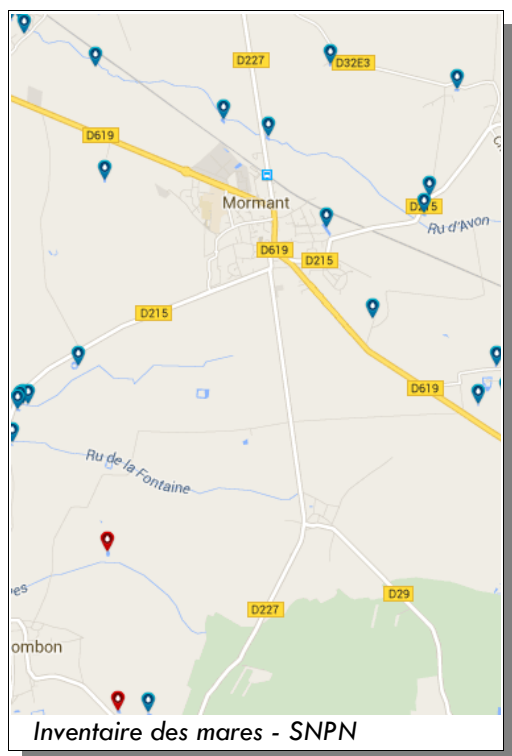 D227
D32E3
D619
Mormant
D215
Ru d'Avon
D619
D215
D215
D619
Ru de la Fontaine
D227
D29
ombon
Inventaire des mares - SNPN